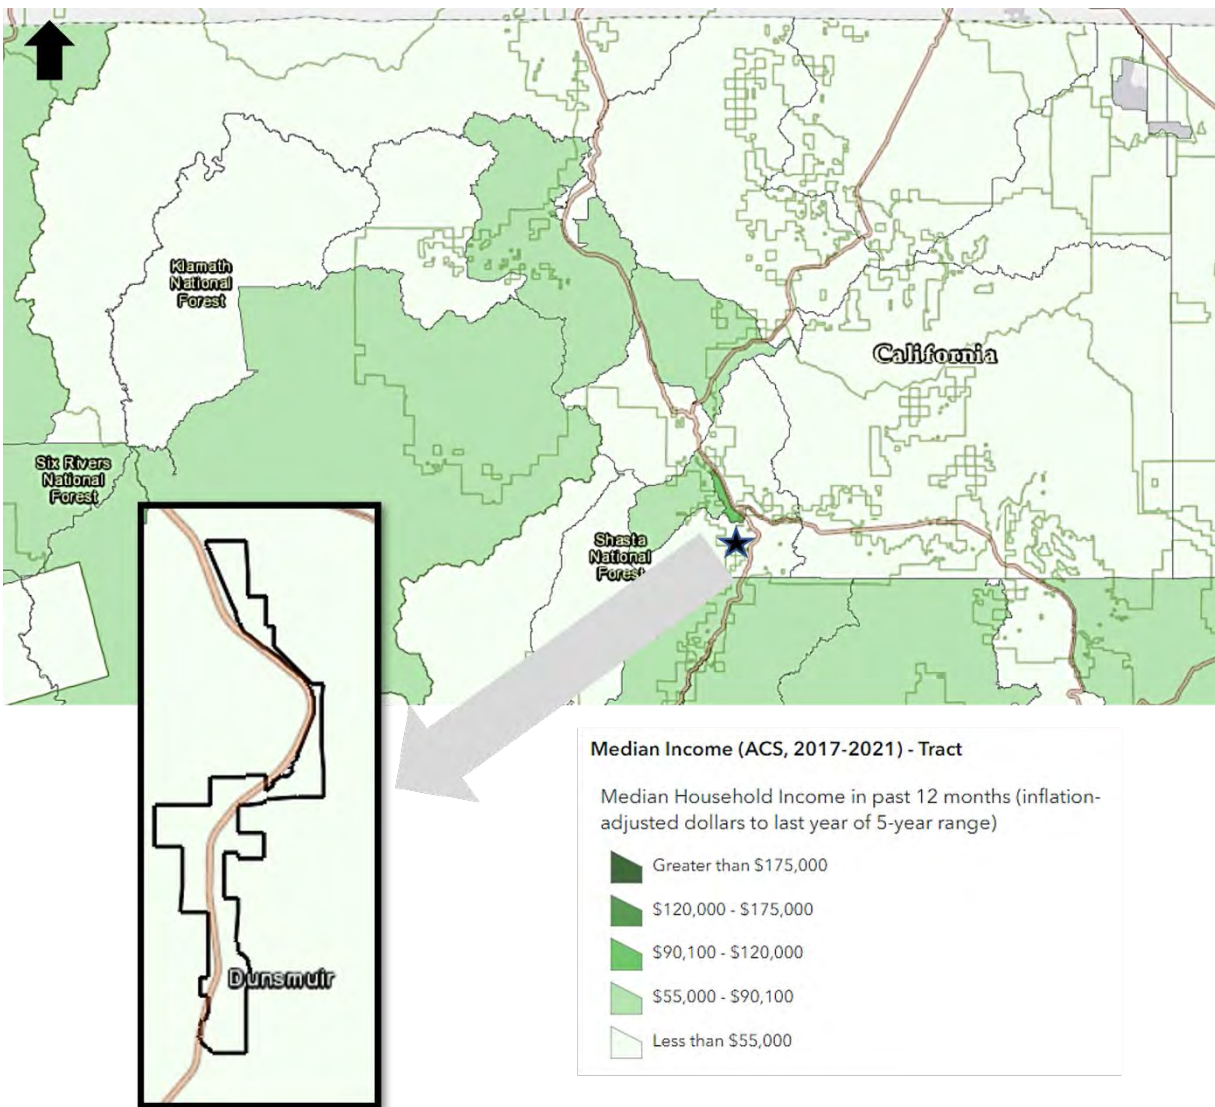 Klamath
National
Forest
California
Six Rivers
National
Forest
Shasta
National
Forest
Dunsmuir
Median Income (ACS, 2017-2021) - Tract
Median Household Income in past 12 months (inflation-
adjusted dollars to last year of 5-year range)
Greater than $175,000
$120,000 - $175,000
$90,100 - $120,000
$55,000 - $90,100
Less than $55,000